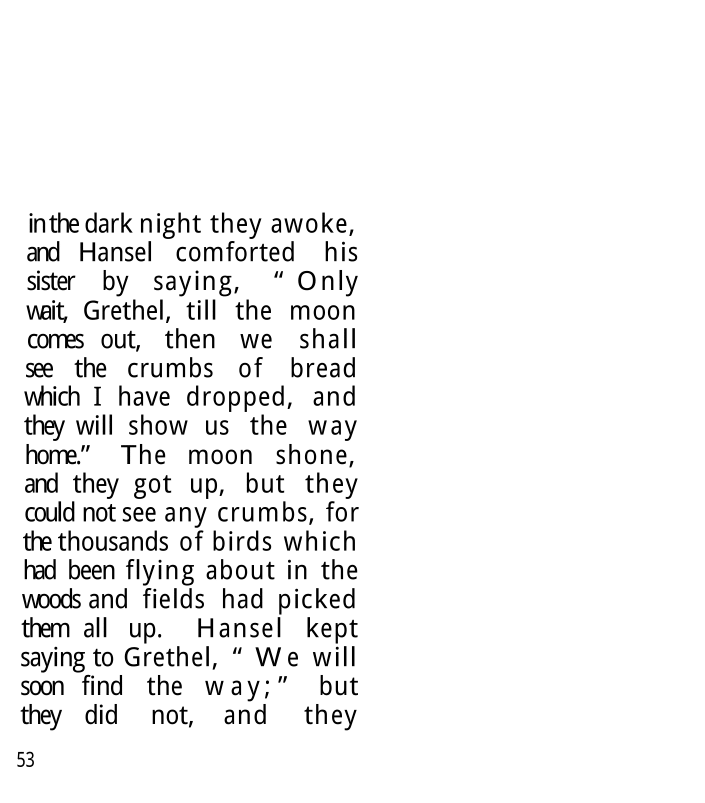 in the dark night they awoke,
and Hansel comforted his
sister by saying, “ Only
wait, Grethel, till the moon
comes out, then we shall
see the crumbs of bread
which I have dropped, and
they will show us the way
home.” The moon shone,
and they got up, but they
could not see any crumbs, for
the thousands of birds which
had been flying about in the
woods and fields had picked
them all up. Hansel kept
saying to Grethel, “ We will
soon find the way;” but
they did not, and they
53